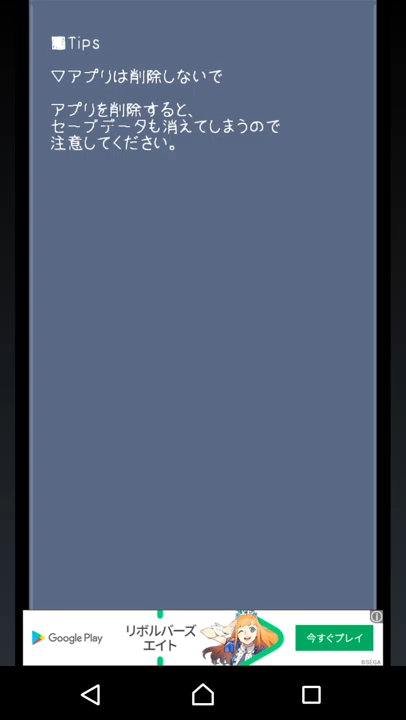 ■Tips
▽アプリは削除しないで
アプリを削除すると、
セーブデータも消えてしまうので
注意してください。
Google Play
リボルバーズ
エイト
今すぐプレイ
©SEGA